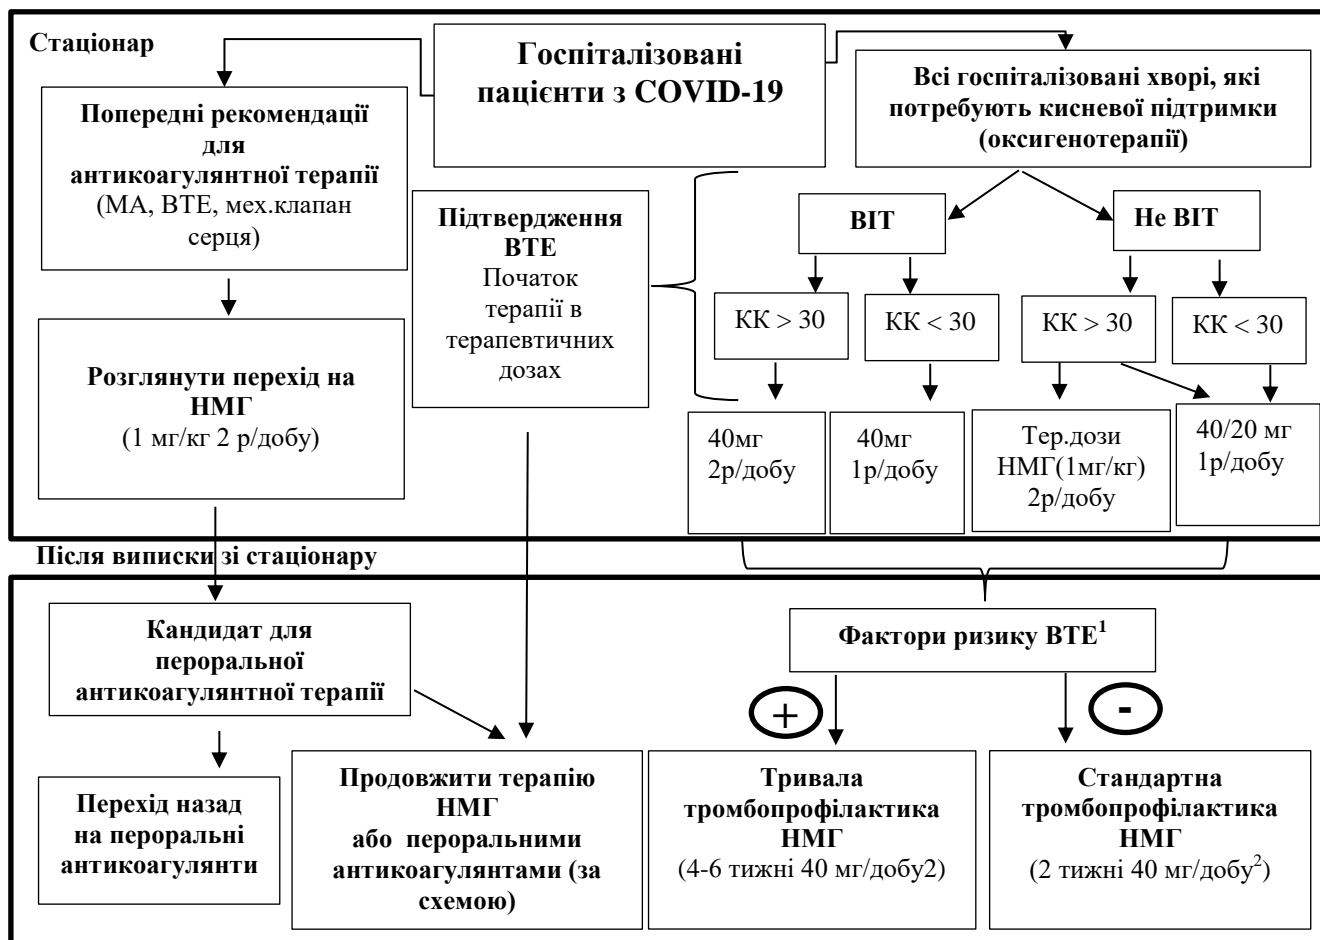 Стаціонар
Госпіталізовані
пацієнти з COVID-19
Попередні рекомендації
для
антикоагулянтної терапії
(МА, ВТЕ, мех.клапан
серця)
Всі госпіталізовані хворі, які
потребують кисневої підтримки
(оксигенотерапії)
Підтвердження
ВТЕ
Початок
терапії в
терапевтичних
дозах
ВІТ
Не ВІТ
КК > 30
КК < 30
КК > 30
КК < 30
Розглянути перехід на
НМГ
(1 мг/кг 2 р/добу)
40мг
2р/добу
40мг
1р/добу
Тер.дози
НМГ(1мг/кг)
2р/добу
40/20 мг
1р/добу
Після виписки зі стаціонару
Кандидат для
пероральної
антикоагулянтної терапії
Фактори ризику ВТЕ¹
+
-
Перехід назад
на пероральні
антикоагулянти
Продовжити терапію
НМГ
або пероральними
антикоагулянтами (за
схемою)
Тривала
тромбопрофілактика
НМГ
(4-6 тижні 40 мг/добу2)
Стандартна
тромбопрофілактика
НМГ
(2 тижні 40 мг/добу²)